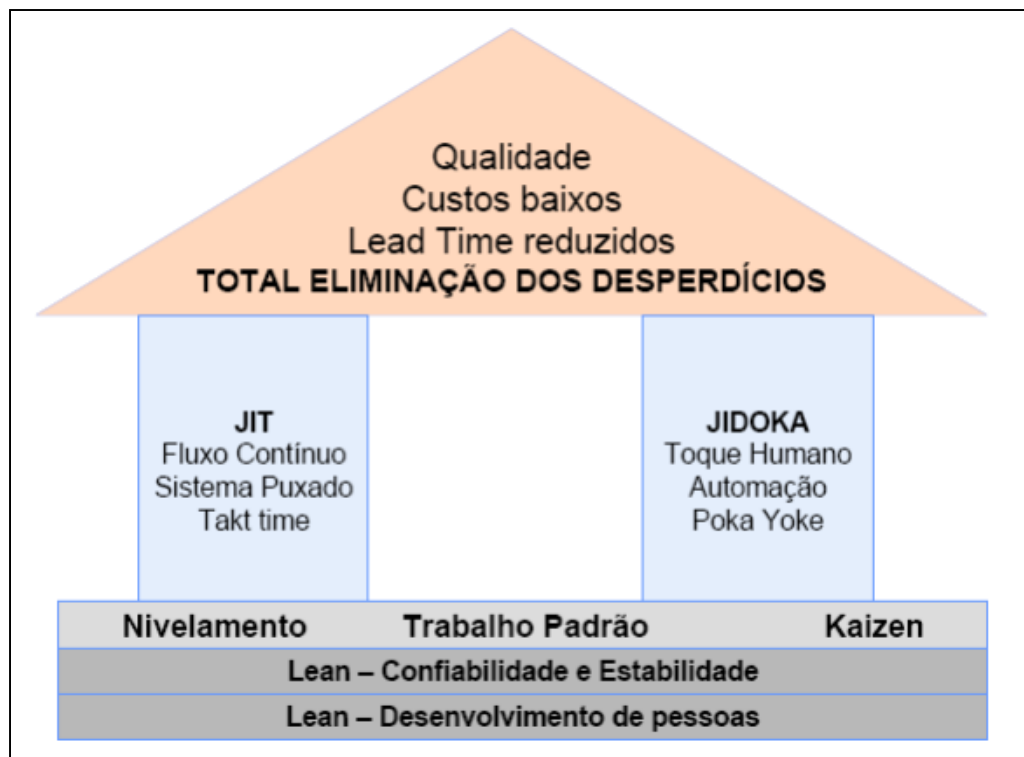 Qualidade
Custos baixos
Lead Time reduzidos
TOTAL ELIMINAÇÃO DOS DESPERDÍCIOS
JIT
Fluxo Contínuo
Sistema Puxado
Takt time
JIDOKA
Toque Humano
Automação
Poka Yoke
Nivelamento Trabalho Padrão Kaizen
Lean – Confiabilidade e Estabilidade
Lean – Desenvolvimento de pessoas